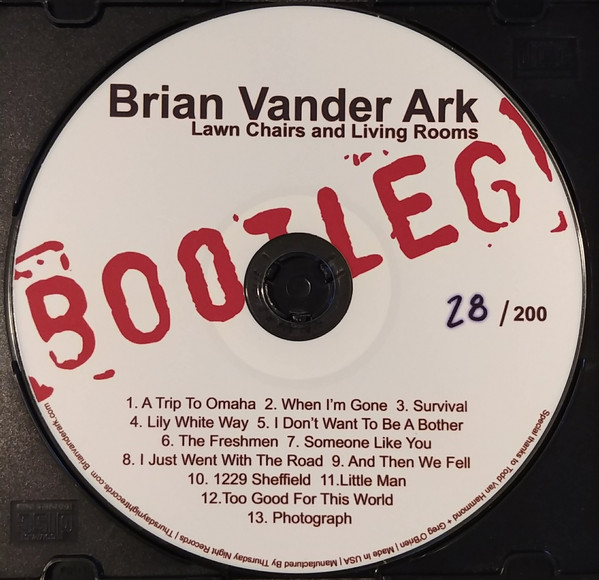 Brian Vander Ark
Lawn Chairs and Living Rooms
BOOTLEG
28 / 200
1. A Trip To Omaha 2. When I'm Gone 3. Survival
4. Lily White Way 5. I Don't Want To Be A Bother
6. The Freshmen 7. Someone Like You
8. I Just Went With The Road 9. And Then We Fell
10. 1229 Sheffield 11.Little Man
12.Too Good For This World
13. Photograph
Special thanks to Todd Van Hammond + Greg O'Brien | Made in USA | Manufactured By Thursday Night Records | Thursdaynightrecords.com Brianvanderark.com